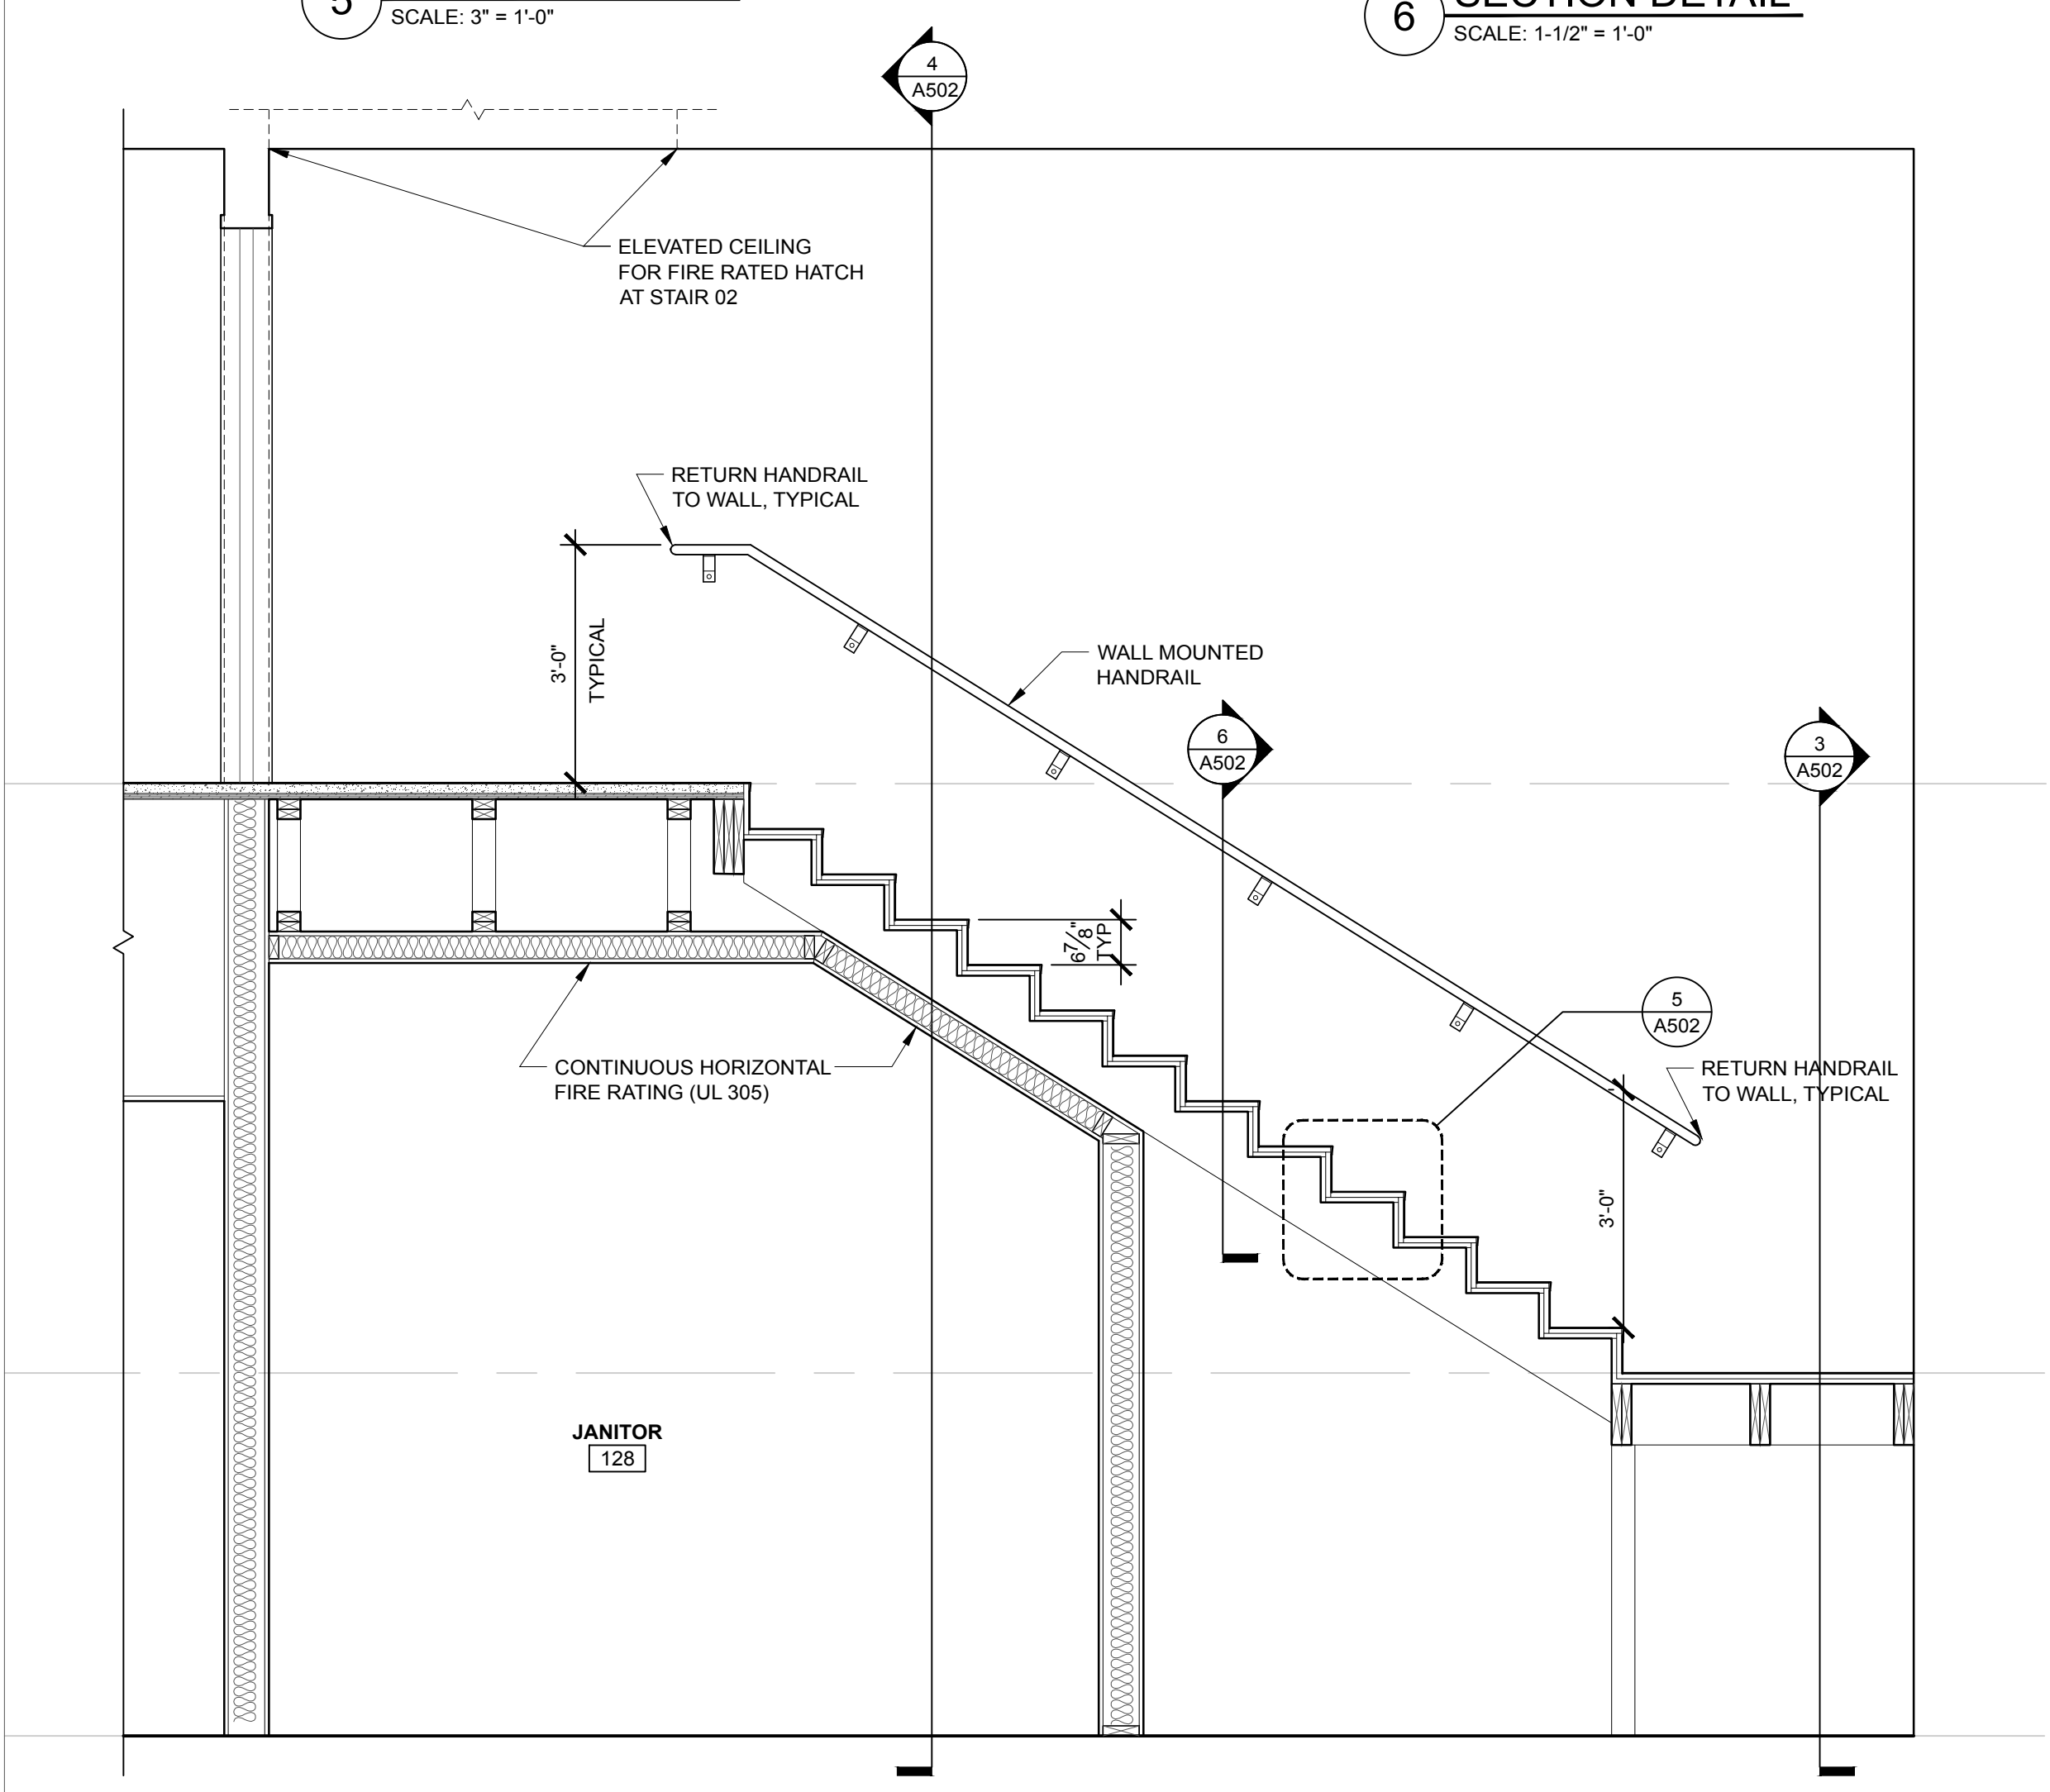 5
SCALE: 3" = 1'-0"
6
SECTION DETAIL
SCALE: 1-1/2" = 1'-0"
4
A502
ELEVATED CEILING
FOR FIRE RATED HATCH
AT STAIR 02
RETURN HANDRAIL
TO WALL, TYPICAL
3'-0"
TYPICAL
WALL MOUNTED
HANDRAIL
6
A502
3
A502
6 7/8"
TYP
5
A502
RETURN HANDRAIL
TO WALL, TYPICAL
CONTINUOUS HORIZONTAL
FIRE RATING (UL 305)
3'-0"
JANITOR
128